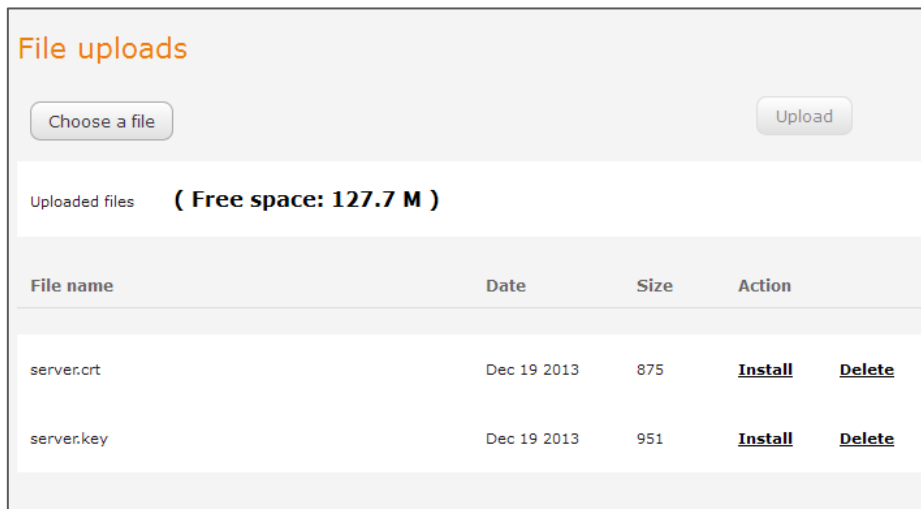 File uploads
Choose a file Upload
Uploaded files ( Free space: 127.7 M )
File name Date Size Action
server.crt Dec 19 2013 875 Install Delete
server.key Dec 19 2013 951 Install Delete